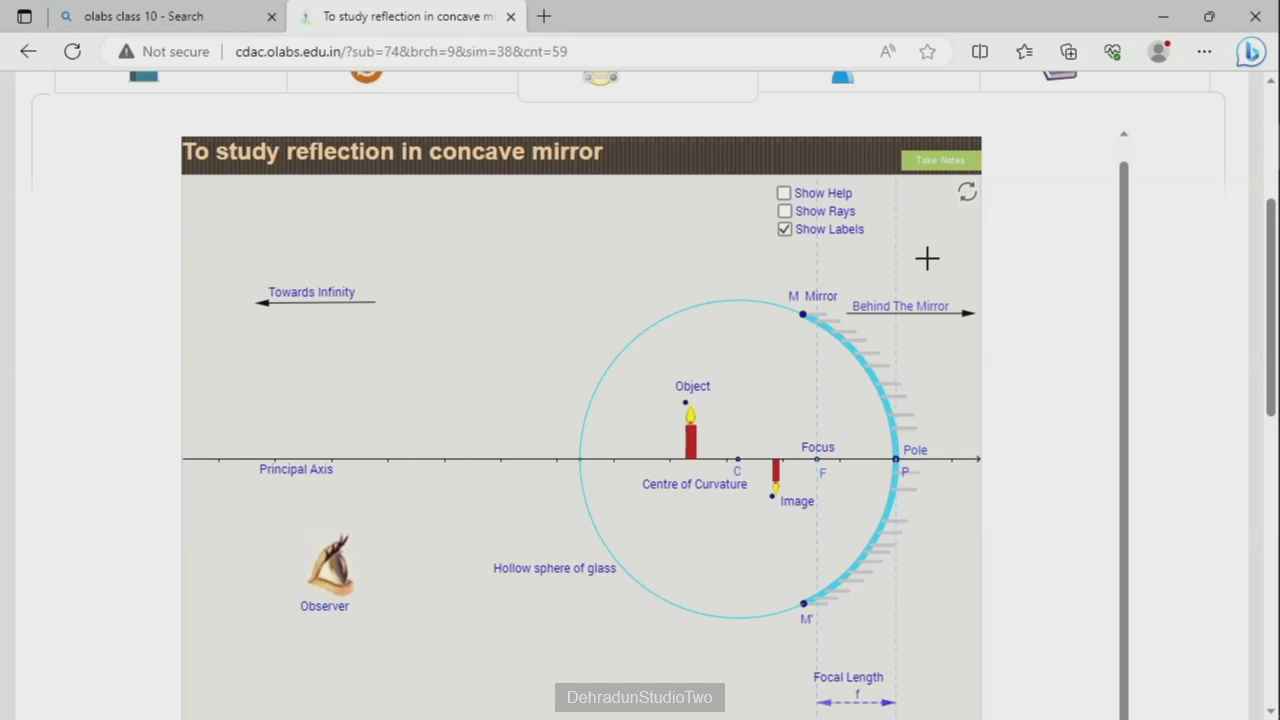 olabs class 10 - Search
To study reflection in concave mi
Not secure
cdac.olabs.edu.in/?sub=74&brch=9&sim=38&cnt=59
To study reflection in concave mirror
Take Notes
Show Help
Show Rays
Show Labels
Towards Infinity
M Mirror
Behind The Mirror
Object
Focus
Pole
Principal Axis
C
F
P
Centre of Curvature
Image
Hollow sphere of glass
Observer
M'
Focal Length
f
DehradunStudioTwo